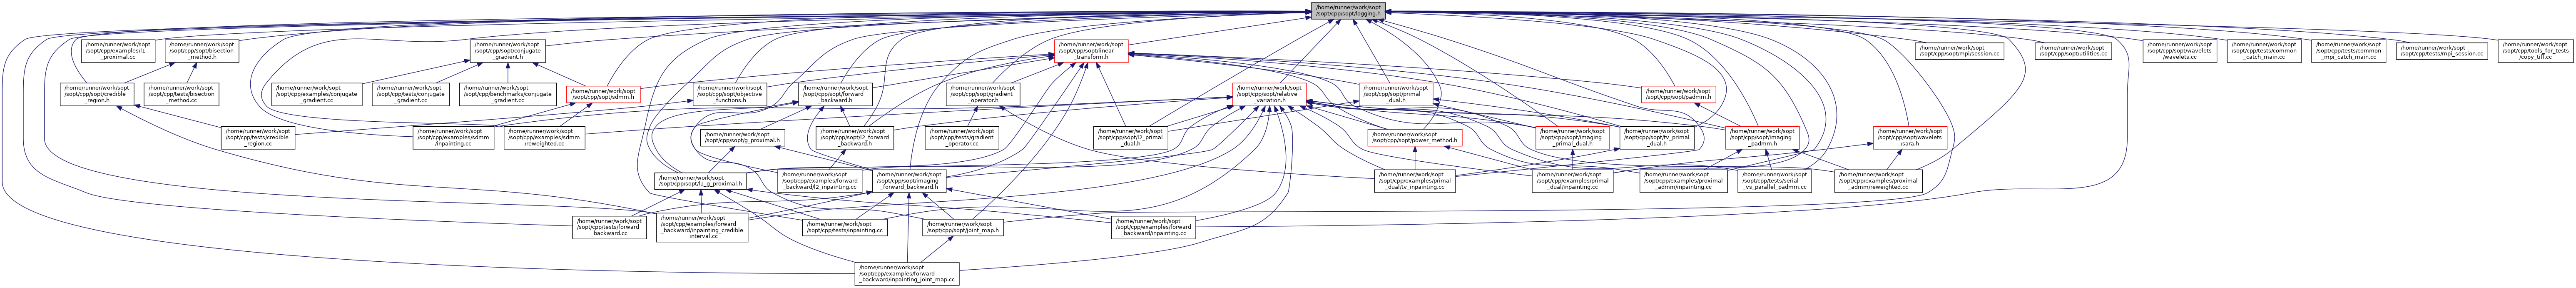 /home/runner/work/sopt
/sopt/cpp/sopt/logging.h
/home/runner/work/sopt
/sopt/cpp/examples/l1
_proximal.cc
/home/runner/work/sopt
/sopt/cpp/sopt/bisection
_method.h
/home/runner/work/sopt
/sopt/cpp/sopt/conjugate
_gradient.h
/home/runner/work/sopt
/sopt/cpp/sopt/linear
_transform.h
/home/runner/work/sopt
/sopt/cpp/sopt/mpi/session.cc
/home/runner/work/sopt
/sopt/cpp/sopt/utilities.cc
/home/runner/work/sopt
/sopt/cpp/sopt/wavelets
/wavelets.cc
/home/runner/work/sopt
/sopt/cpp/tests/common
_catch_main.cc
/home/runner/work/sopt
/sopt/cpp/tests/common
_mpi_catch_main.cc
/home/runner/work/sopt
/sopt/cpp/tests/mpi_session.cc
/home/runner/work/sopt
/sopt/cpp/tools_for_tests
/copy_tiff.cc
/home/runner/work/sopt
/sopt/cpp/sopt/credible
_region.h
/home/runner/work/sopt
/sopt/cpp/tests/bisection
_method.cc
/home/runner/work/sopt
/sopt/cpp/examples/conjugate
_gradient.cc
/home/runner/work/sopt
/sopt/cpp/tests/conjugate
_gradient.cc
/home/runner/work/sopt
/sopt/cpp/benchmarks/conjugate
_gradient.cc
/home/runner/work/sopt
/sopt/cpp/sopt/sdmm.h
/home/runner/work/sopt
/sopt/cpp/sopt/objective
_functions.h
/home/runner/work/sopt
/sopt/cpp/sopt/forward
_backward.h
/home/runner/work/sopt
/sopt/cpp/sopt/gradient
_operator.h
/home/runner/work/sopt
/sopt/cpp/sopt/relative
_variation.h
/home/runner/work/sopt
/sopt/cpp/sopt/primal
_dual.h
/home/runner/work/sopt
/sopt/cpp/sopt/padmm.h
/home/runner/work/sopt
/sopt/cpp/tests/credible
_region.cc
/home/runner/work/sopt
/sopt/cpp/examples/sdmm
/inpainting.cc
/home/runner/work/sopt
/sopt/cpp/examples/sdmm
/reweighted.cc
/home/runner/work/sopt
/sopt/cpp/sopt/g_proximal.h
/home/runner/work/sopt
/sopt/cpp/sopt/l2_forward
_backward.h
/home/runner/work/sopt
/sopt/cpp/tests/gradient
_operator.cc
/home/runner/work/sopt
/sopt/cpp/sopt/l2_primal
_dual.h
/home/runner/work/sopt
/sopt/cpp/sopt/power_method.h
/home/runner/work/sopt
/sopt/cpp/sopt/imaging
_primal_dual.h
/home/runner/work/sopt
/sopt/cpp/sopt/tv_primal
_dual.h
/home/runner/work/sopt
/sopt/cpp/sopt/imaging
_padmm.h
/home/runner/work/sopt
/sopt/cpp/sopt/wavelets
/sara.h
/home/runner/work/sopt
/sopt/cpp/sopt/l1_g_proximal.h
/home/runner/work/sopt
/sopt/cpp/examples/forward
_backward/l2_inpainting.cc
/home/runner/work/sopt
/sopt/cpp/sopt/imaging
_forward_backward.h
/home/runner/work/sopt
/sopt/cpp/examples/primal
_dual/tv_inpainting.cc
/home/runner/work/sopt
/sopt/cpp/examples/primal
_dual/inpainting.cc
/home/runner/work/sopt
/sopt/cpp/examples/proximal
_admm/inpainting.cc
/home/runner/work/sopt
/sopt/cpp/tests/serial
_vs_parallel_padmm.cc
/home/runner/work/sopt
/sopt/cpp/examples/proximal
_admm/reweighted.cc
/home/runner/work/sopt
/sopt/cpp/tests/forward
_backward.cc
/home/runner/work/sopt
/sopt/cpp/examples/forward
_backward/inpainting_credible
_interval.cc
/home/runner/work/sopt
/sopt/cpp/tests/inpainting.cc
/home/runner/work/sopt
/sopt/cpp/sopt/joint_map.h
/home/runner/work/sopt
/sopt/cpp/examples/forward
_backward/inpainting.cc
/home/runner/work/sopt
/sopt/cpp/examples/forward
_backward/inpainting_joint_map.cc